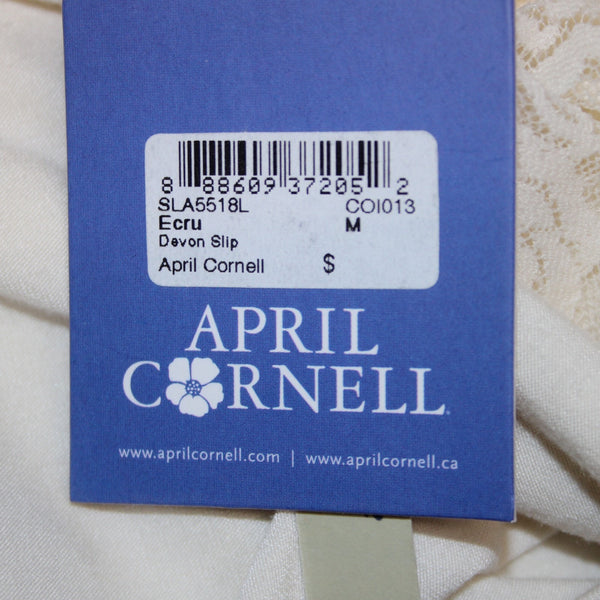 8 88609 37205 2
SLA5518L COI013
Ecru M
Devon Slip
April Cornell $
APRIL
CORNELL
www.aprilcornell.com | www.aprilcornell.ca